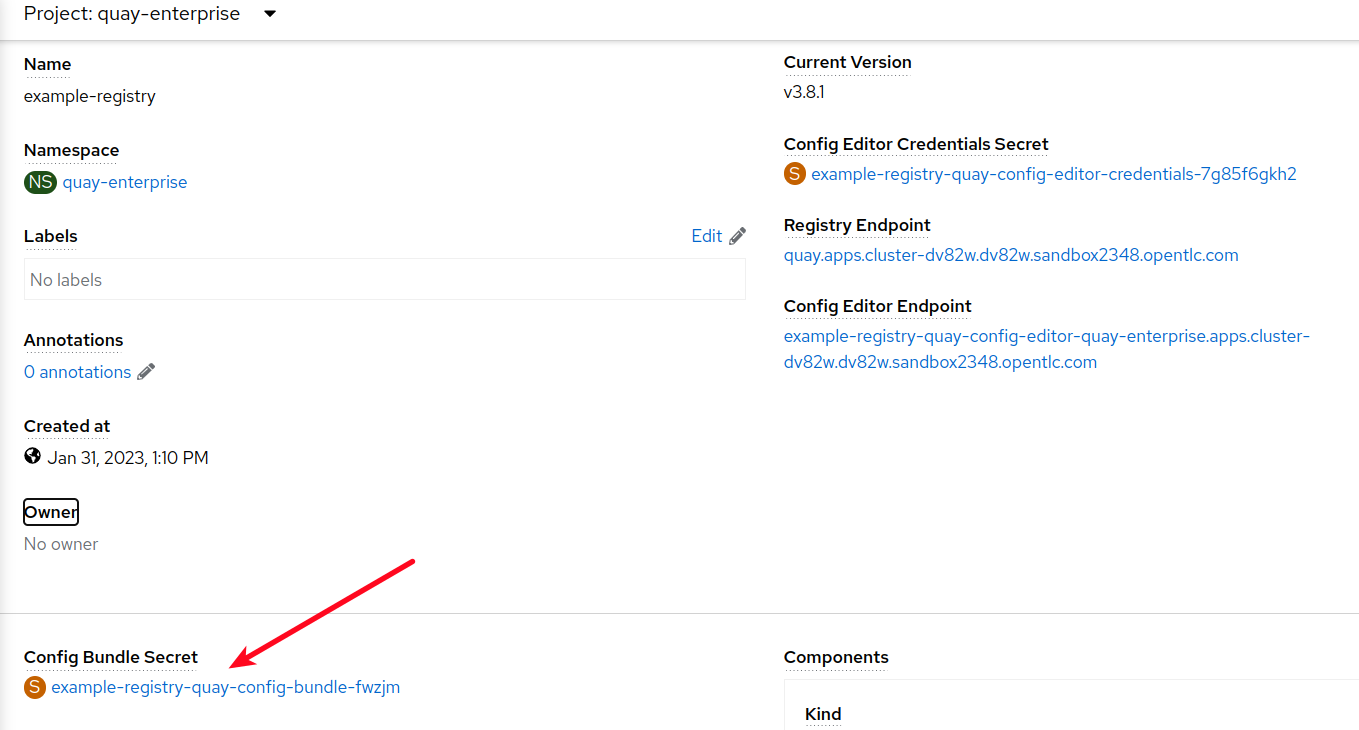 Project: quay-enterprise
Name
example-registry
Namespace
NS quay-enterprise
Labels
Edit
No labels
Annotations
0 annotations
Created at
Jan 31, 2023, 1:10 PM
Owner
No owner
Current Version
v3.8.1
Config Editor Credentials Secret
S example-registry-quay-config-editor-credentials-7g85f6gkh2
Registry Endpoint
quay.apps.cluster-dv82w.dv82w.sandbox2348.opentlc.com
Config Editor Endpoint
example-registry-quay-config-editor-quay-enterprise.apps.cluster-
dv82w.dv82w.sandbox2348.opentlc.com
Config Bundle Secret
S example-registry-quay-config-bundle-fwzjm
Components
Kind